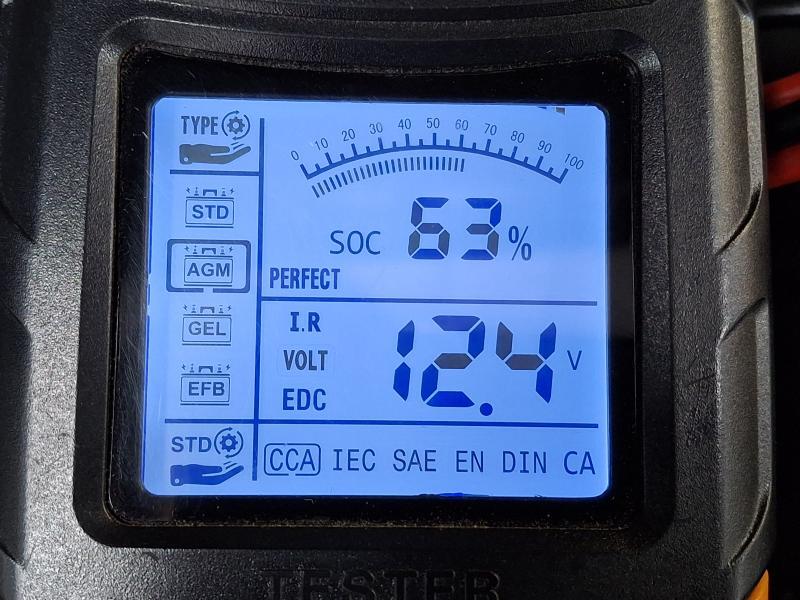 TYPE
0 10 20 30 40 50 60 70 80 90 100
STD
SOC 63%
AGM
PERFECT
GEL
I.R
VOLT 12.4 V
EFB
EDC
STD
CCA IEC SAE EN DIN CA
TESTER